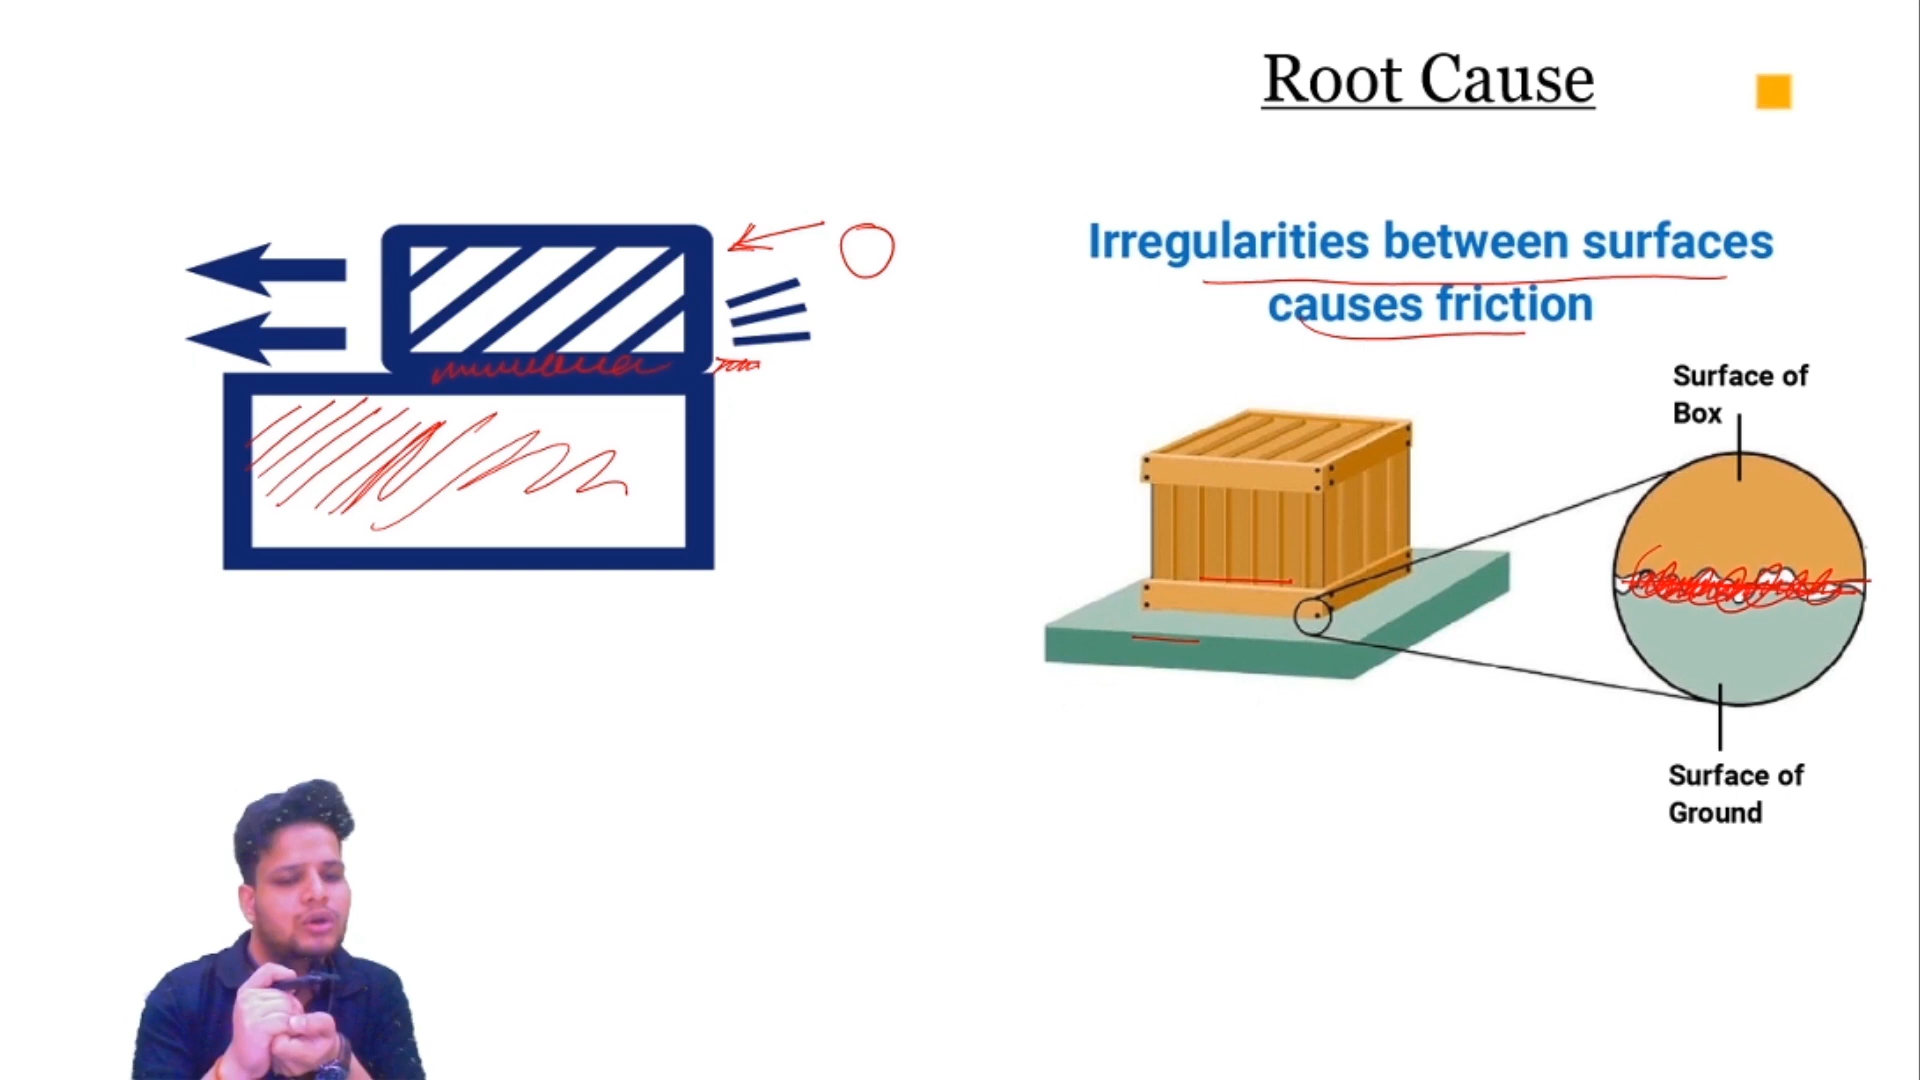 Root Cause
Irregularities between surfaces
causes friction
Surface of
Box
Surface of
Ground